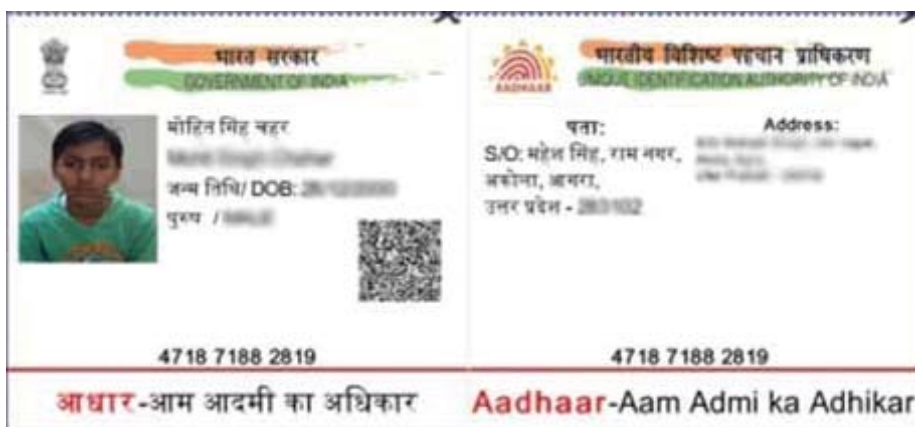 भारत सरकार
GOVERNMENT OF INDIA
मोहित सिंह चहर
जन्म तिथि/ DOB:
पुरुष /
4718 7188 2819
आधार-आम आदमी का अधिकार
भारतीय विशिष्ट पहचान प्राधिकरण
UNIQUE IDENTIFICATION AUTHORITY OF INDIA
AADHAAR
पता:
S/O: महेश सिंह, राम नगर,
अकोला, आगरा,
उत्तर प्रदेश -
Address:
4718 7188 2819
Aadhaar-Aam Admi ka Adhikar